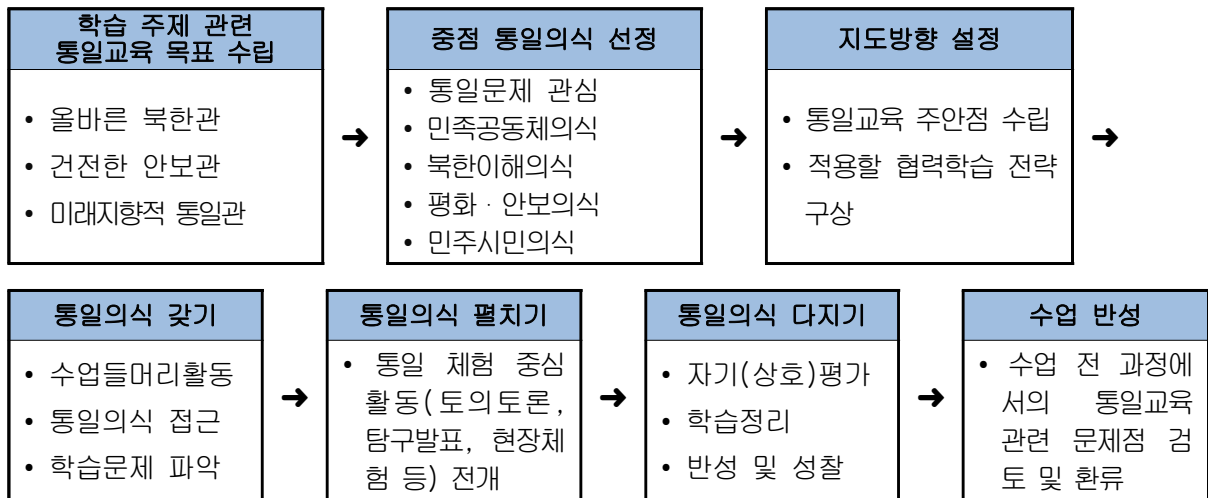 학습 주제 관련
통일교육 목표 수립
• 올바른 북한관
• 건전한 안보관
• 미래지향적 통일관
➜
중점 통일의식 선정
• 통일문제 관심
• 민족공동체의식
• 북한이해의식
• 평화·안보의식
• 민주시민의식
➜
지도방향 설정
• 통일교육 주안점 수립
• 적용할 협력학습 전략
구상
➜
통일의식 갖기
• 수업들머리활동
• 통일의식 접근
• 학습문제 파악
➜
통일의식 펼치기
• 통일 체험 중심
활동(토의토론,
탐구발표, 현장체
험 등) 전개
➜
통일의식 다지기
• 자기(상호)평가
• 학습정리
• 반성 및 성찰
➜
수업 반성
• 수업 전 과정에
서의 통일교육
관련 문제점 검
토 및 환류